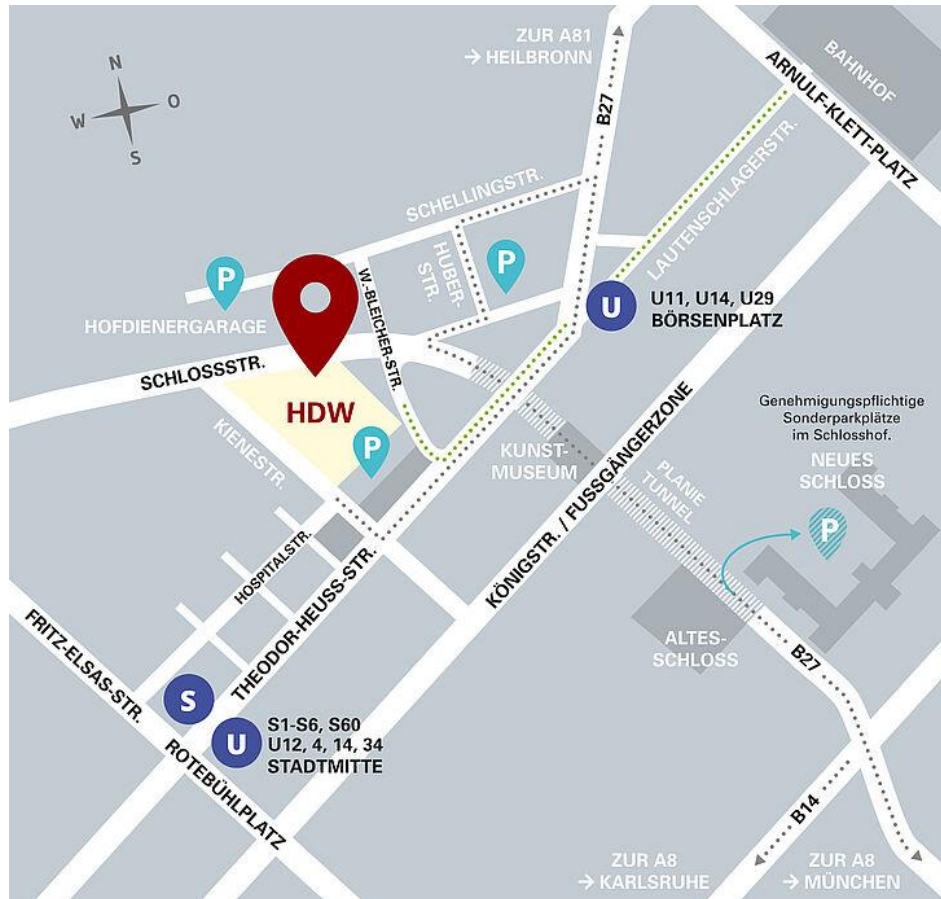 ZUR A81
→ HEILBRONN
B27
BAHNHOF
ARNULF-KLETT-PLATZ
N
W
O
S
SCHELLINGSTR.
LAUTENSCHLAGERSTR.
HUBER-
STR.
P
P
HOFDIENERGARAGE
W.-BLEICHER-STR.
U
U11, U14, U29
BÖRSENPLATZ
SCHLOSSSTR.
HDW
P
KIENESTR.
KUNST-
MUSEUM
KÖNIGSTR. / FUSSGÄNGERZONE
Genehmigungspflichtige
Sonderparkplätze
im Schlosshof.
NEUES
SCHLOSS
P
PLANIE
TUNNEL
HOSPITALSTR.
THEODOR-HEUSS-STR.
ALTES-
SCHLOSS
B27
FRITZ-ELSAS-STR.
S
U
S1-S6, S60
U12, 4, 14, 34
STADTMITTE
ROTEBÜHLPLATZ
B14
ZUR A8
→ KARLSRUHE
ZUR A8
→ MÜNCHEN